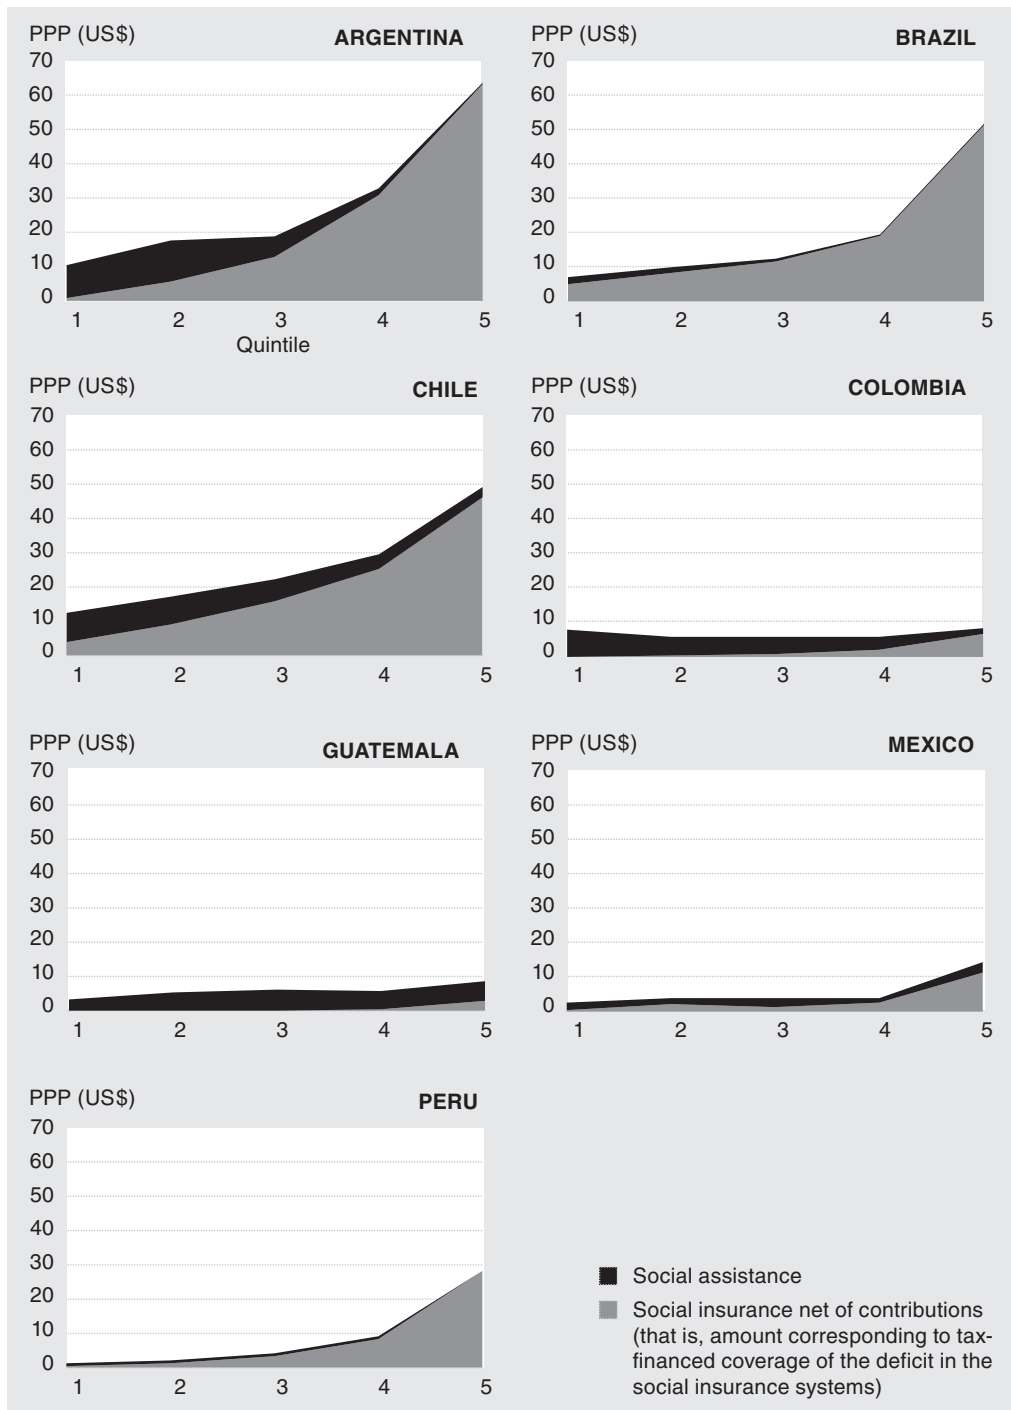 PPP (US$) ARGENTINA
70
60
50
40
30
20
10
0
1 2 3 4 5
Quintile
PPP (US$) BRAZIL
70
60
50
40
30
20
10
0
1 2 3 4 5
PPP (US$) CHILE
70
60
50
40
30
20
10
0
1 2 3 4 5
PPP (US$) COLOMBIA
70
60
50
40
30
20
10
0
1 2 3 4 5
PPP (US$) GUATEMALA
70
60
50
40
30
20
10
0
1 2 3 4 5
PPP (US$) MEXICO
70
60
50
40
30
20
10
0
1 2 3 4 5
PPP (US$) PERU
70
60
50
40
30
20
10
0
1 2 3 4 5
Social assistance
Social insurance net of contributions
(that is, amount corresponding to tax-
financed coverage of the deficit in the
social insurance systems)